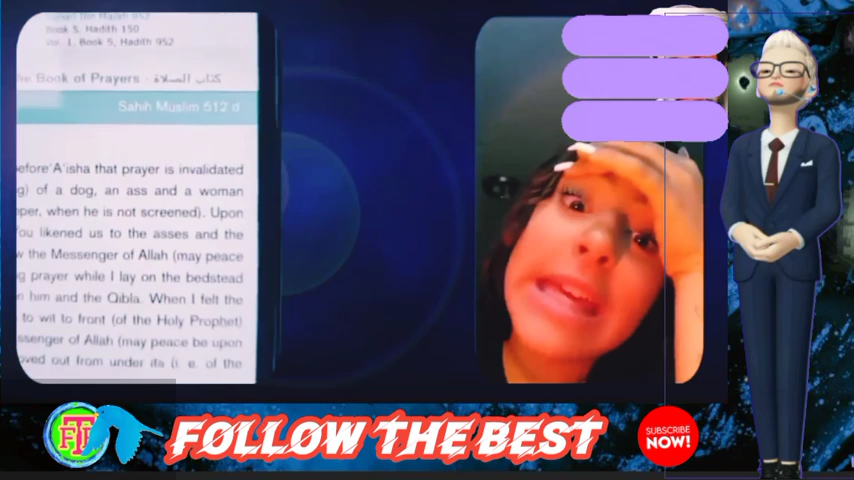 Book 5, Hadith 150
Vol. 1, Book 5, Hadith 952
he Book of Prayers - كتاب الصلاة
Sahih Muslim 512 d
efore A'isha that prayer is invalidated
g) of a dog, an ass and a woman
per, when he is not screened). Upon
You likened us to the asses and the
w the Messenger of Allah (may peace
g prayer while I lay on the bedstead
n him and the Qibla. When I felt the
to wit to front (of the Holy Prophet)
ssenger of Allah (may peace be upon
oved out from under its (i. e. of the
FOLLOW THE BEST
SUBSCRIBE
NOW!